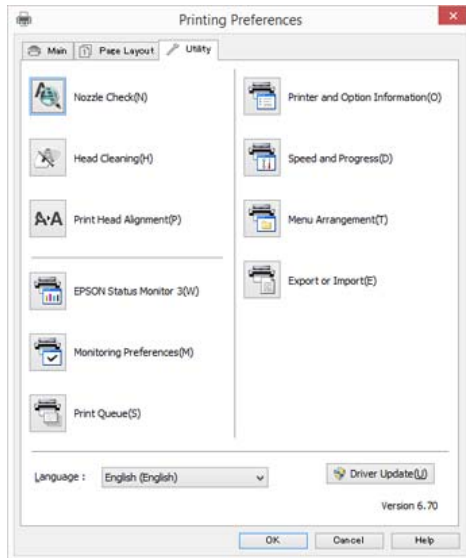 Printing Preferences
Main
Page Layout
Utility
Nozzle Check(N)
Head Cleaning(H)
A·A Print Head Alignment(P)
EPSON Status Monitor 3(W)
Monitoring Preferences(M)
Print Queue(S)
Printer and Option Information(O)
Speed and Progress(D)
Menu Arrangement(T)
Export or Import(E)
Language : English (English)
Driver Update(U)
Version 6.70
OK Cancel Help